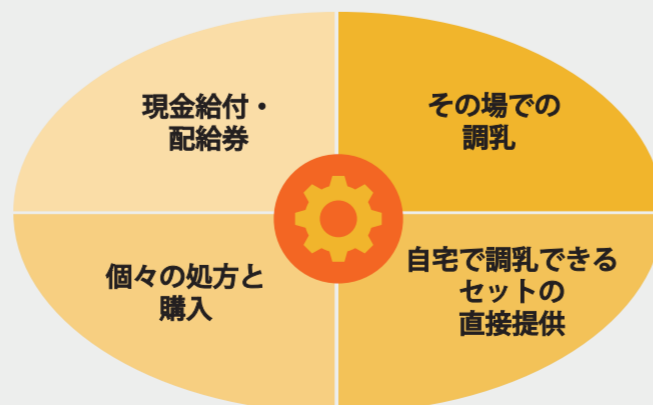 現金給付・
配給券
その場での
調乳
個々の処方と
購入
自宅で調乳できる
セットの
直接提供